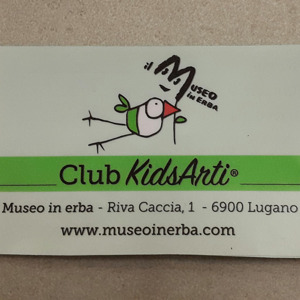 il Museo
in erba
Club KidsArti®
Museo in erba - Riva Caccia, 1 - 6900 Lugano
www.museoinerba.com